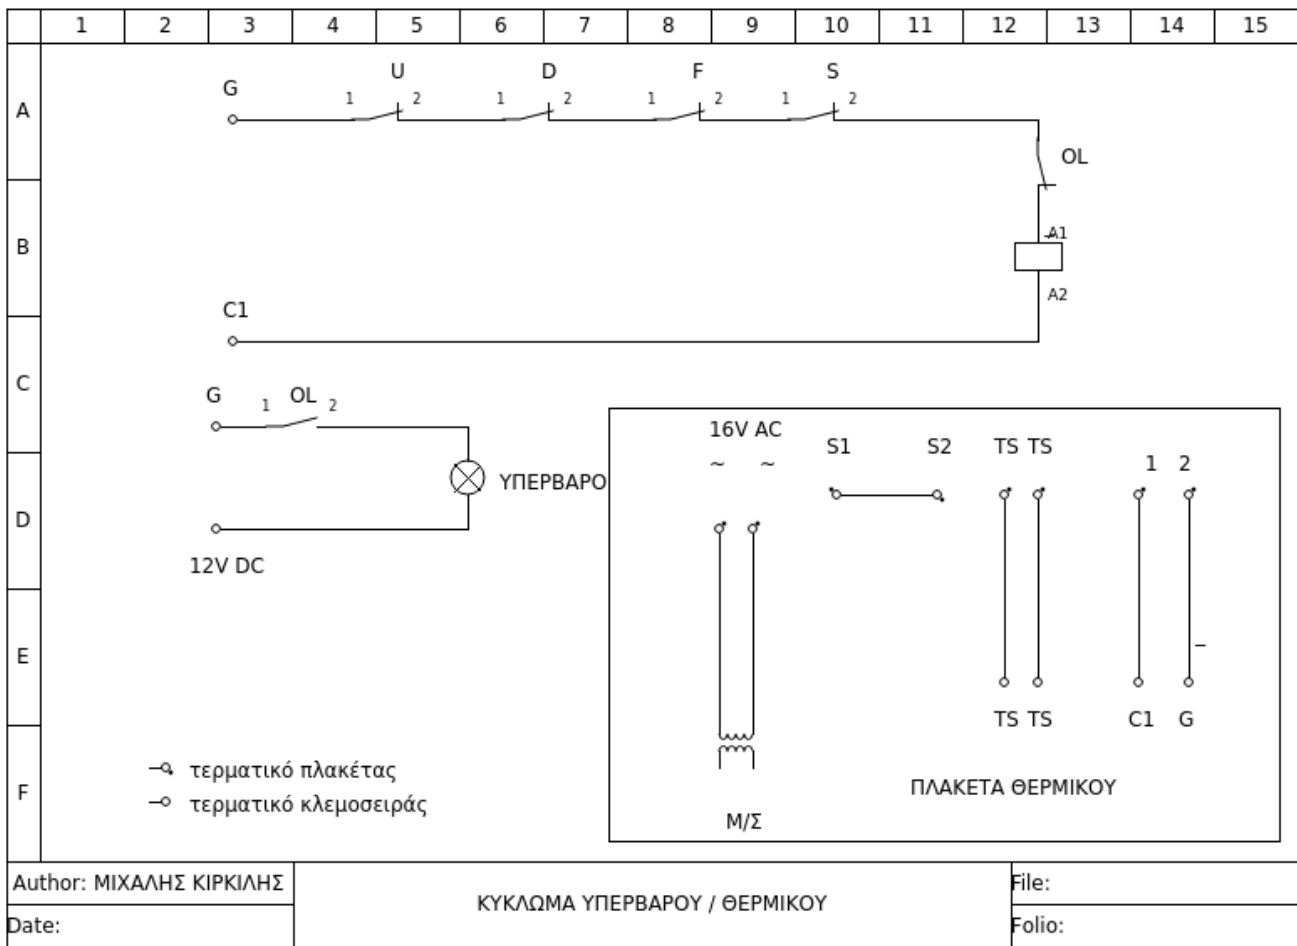 1 2 3 4 5 6 7 8 9 10 11 12 13 14 15
A
B
C
D
E
F
U D F S
G
1 2 1 2 1 2 1 2
OL
A1
A2
C1
G 1 OL 2
ΥΠΕΡΒΑΡΟ
12V DC
16V AC
~ ~
S1 S2 TS TS
1 2
TS TS C1 G
ΠΛΑΚΕΤΑ ΘΕΡΜΙΚΟΥ
Μ/Σ
τερματικό πλακέτας
τερματικό κλεμοσειράς
Author: ΜΙΧΑΛΗΣ ΚΙΡΚΙΛΗΣ
Date:
ΚΥΚΛΩΜΑ ΥΠΕΡΒΑΡΟΥ / ΘΕΡΜΙΚΟΥ
File:
Folio: